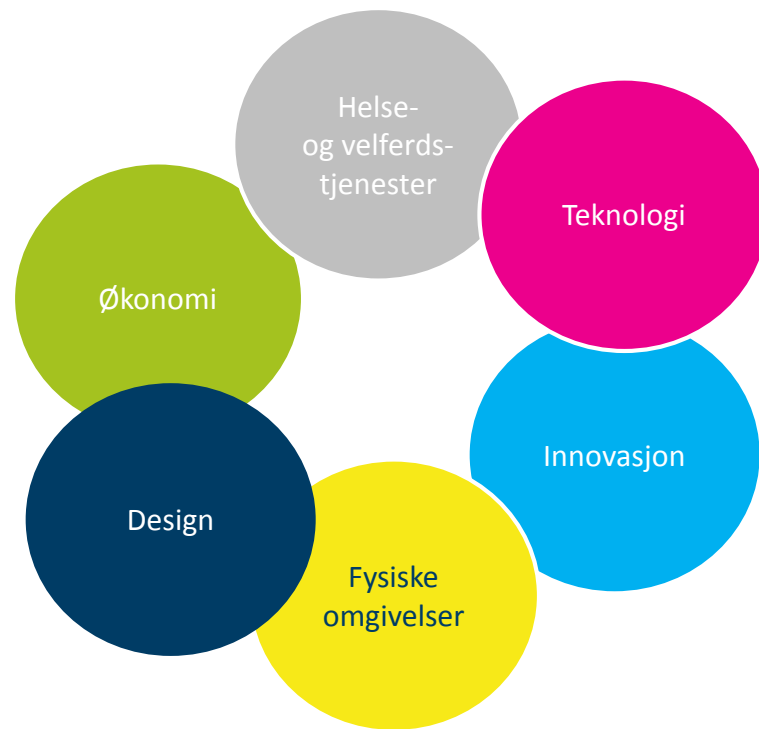 Helse-
og velferds-
tjenester
Teknologi
Økonomi
Innovasjon
Design
Fysiske
omgivelser